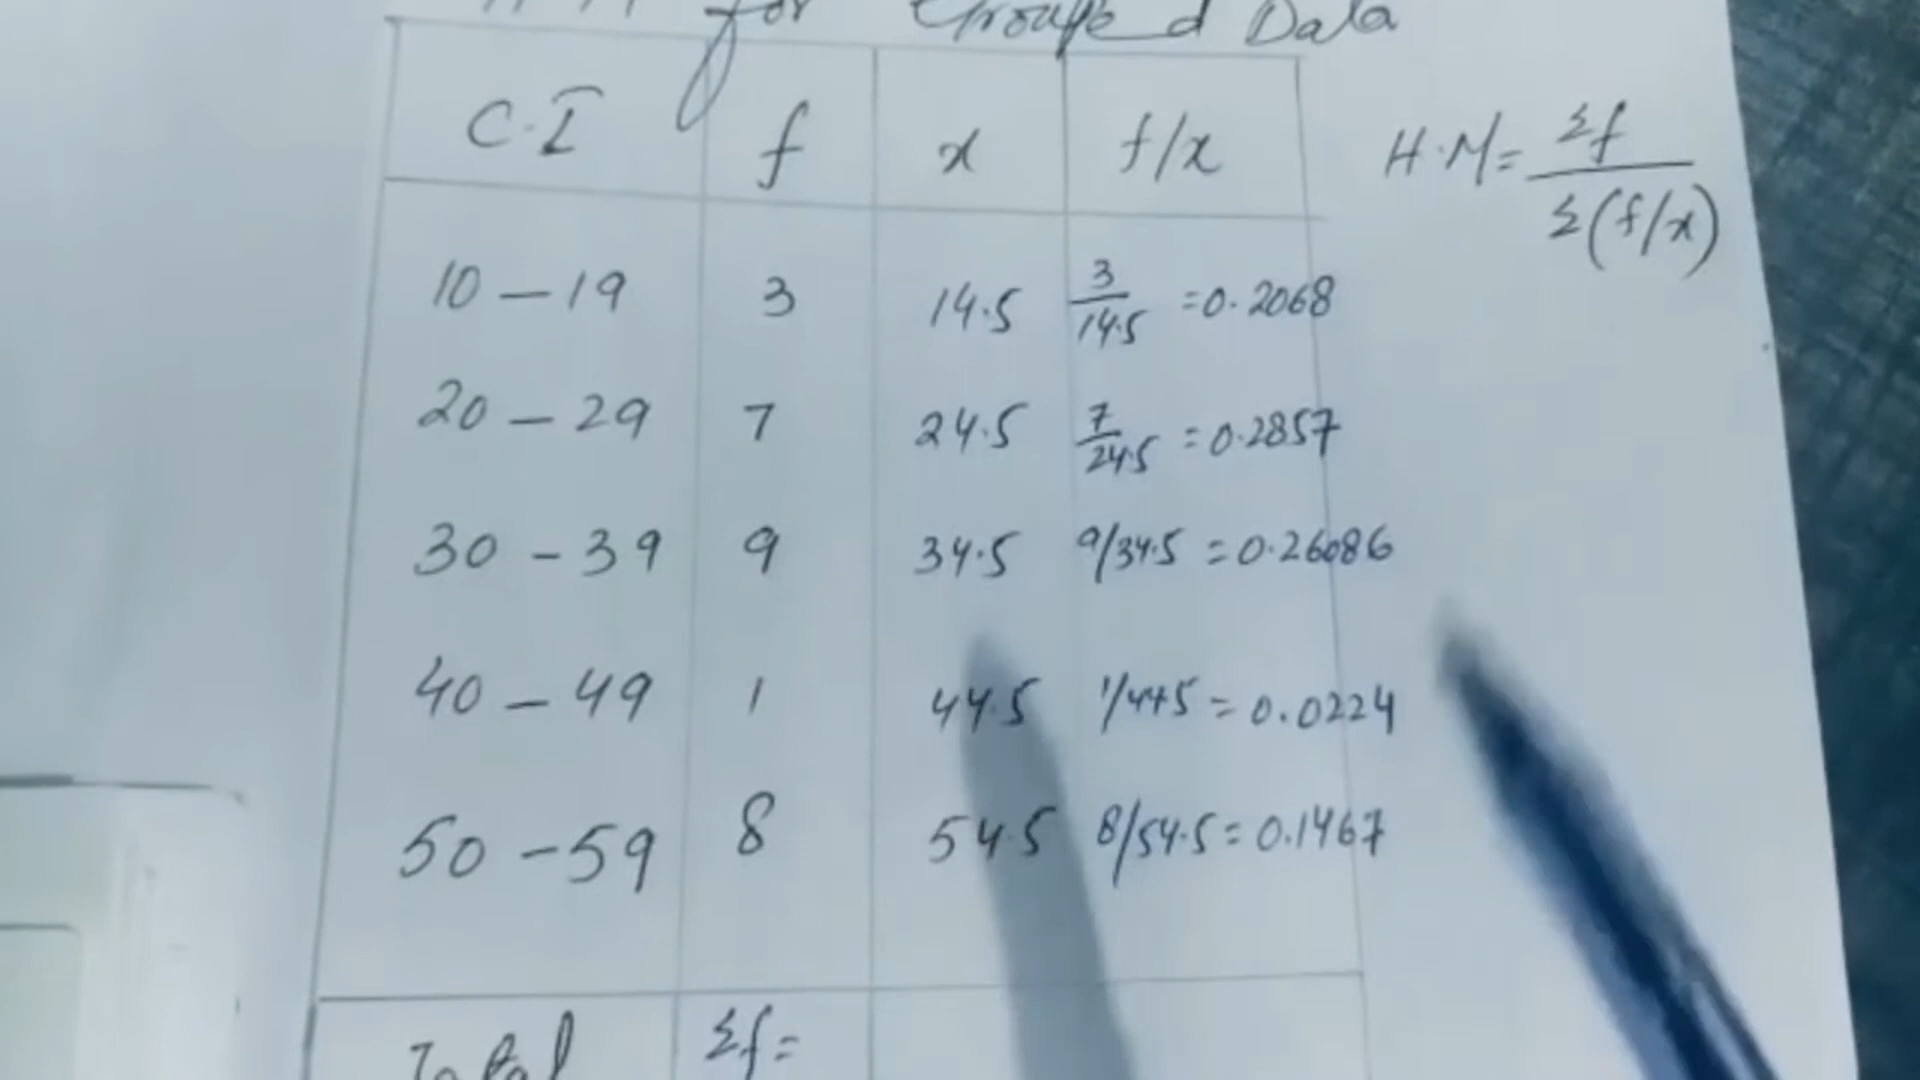 for Grouped Data
C.I f x f/x
H.M = Σf / Σ(f/x)
10 – 19 3 14.5 3/14.5 = 0.2068
20 – 29 7 24.5 7/24.5 = 0.2857
30 – 39 9 34.5 9/34.5 = 0.26086
40 – 49 1 44.5 1/445 = 0.0224
50 – 59 8 54.5 8/54.5 = 0.1467
Total Σf =